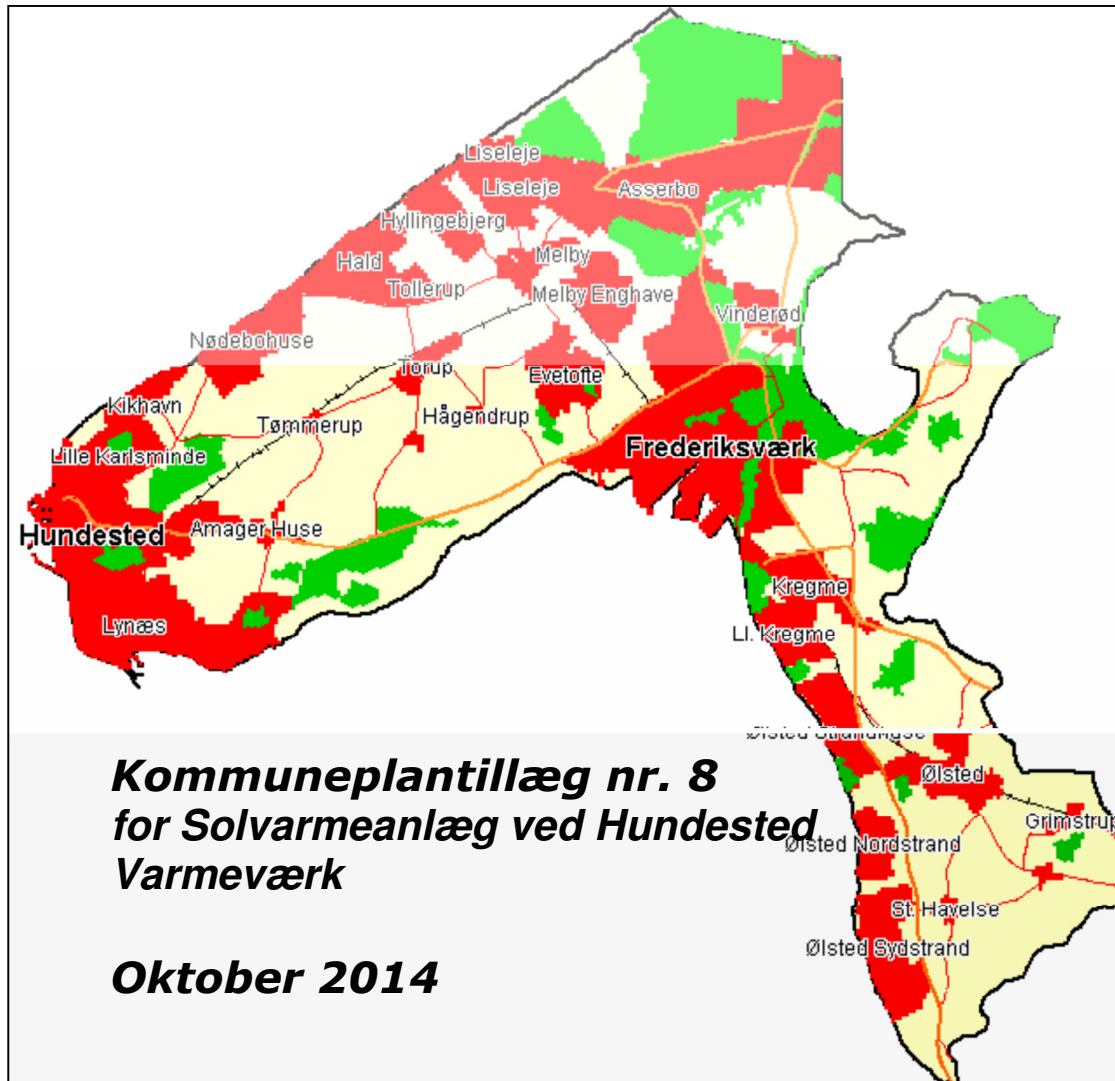 Liseleje
Liseleje
Asserbo
Hyllingebjerg
Melby
Hald
Tollerup
Melby Enghave
Vinderød
Nødebohuse
Torup
Evetofte
Kikhavn
Hågendrup
Tømmerup
Frederiksværk
Lille Karlsminde
Hundested
Amager Huse
Kregme
Lynæs
Ll. Kregme
Ølsted Strandhuse
Ølsted
Kommuneplantillæg nr. 8
for Solvarmeanlæg ved Hundested
Varmeværk
Grimstrup
Ølsted Nordstrand
St. Havelse
Ølsted Sydstrand
Oktober 2014